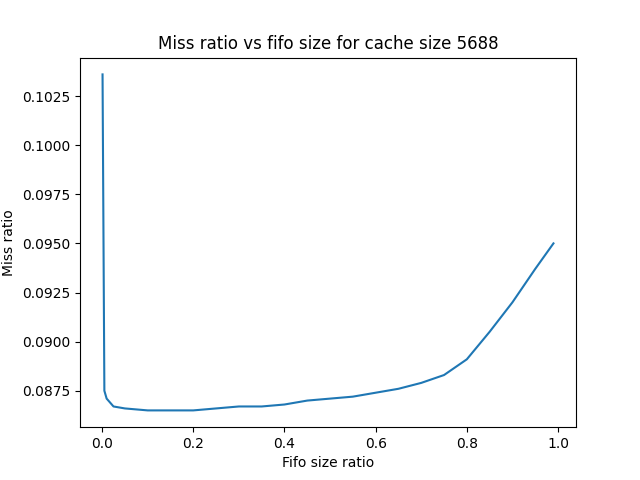 Miss ratio vs fifo size for cache size 5688
0.1025
0.1000
0.0975
0.0950
0.0925
0.0900
0.0875
Miss ratio
0.0 0.2 0.4 0.6 0.8 1.0
Fifo size ratio